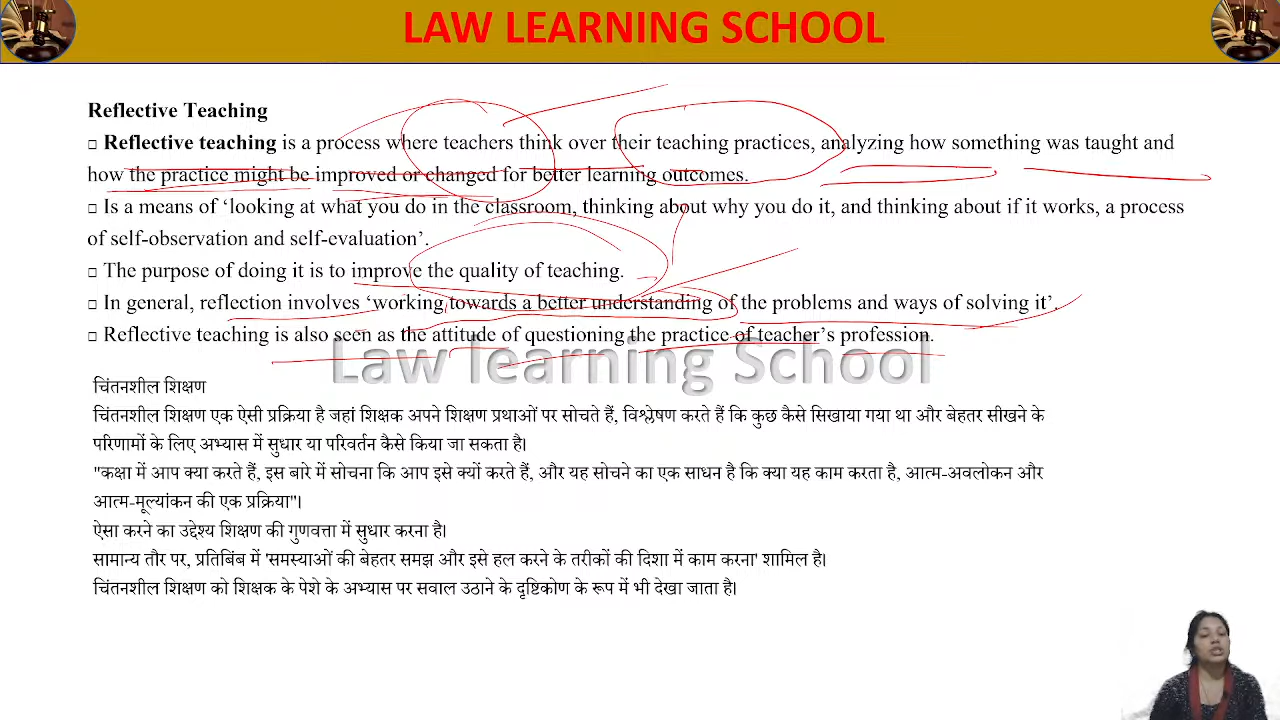 LAW LEARNING SCHOOL
Reflective Teaching
□ Reflective teaching is a process where teachers think over their teaching practices, analyzing how something was taught and
how the practice might be improved or changed for better learning outcomes.
□ Is a means of ‘looking at what you do in the classroom, thinking about why you do it, and thinking about if it works, a process
of self-observation and self-evaluation’.
□ The purpose of doing it is to improve the quality of teaching.
□ In general, reflection involves ‘working towards a better understanding of the problems and ways of solving it’.
□ Reflective teaching is also seen as the attitude of questioning the practice of teacher’s profession.
Law learning School
चिंतनशील शिक्षण
चिंतनशील शिक्षण एक ऐसी प्रक्रिया है जहां शिक्षक अपने शिक्षण प्रथाओं पर सोचते हैं, विश्लेषण करते हैं कि कुछ कैसे सिखाया गया था और बेहतर सीखने के
परिणामों के लिए अभ्यास में सुधार या परिवर्तन कैसे किया जा सकता है।
"कक्षा में आप क्या करते हैं, इस बारे में सोचना कि आप इसे क्यों करते हैं, और यह सोचने का एक साधन है कि क्या यह काम करता है, आत्म-अवलोकन और
आत्म-मूल्यांकन की एक प्रक्रिया"।
ऐसा करने का उद्देश्य शिक्षण की गुणवत्ता में सुधार करना है।
सामान्य तौर पर, प्रतिबिंब में 'समस्याओं की बेहतर समझ और इसे हल करने के तरीकों की दिशा में काम करना' शामिल है।
चिंतनशील शिक्षण को शिक्षक के पेशे के अभ्यास पर सवाल उठाने के दृष्टिकोण के रूप में भी देखा जाता है।